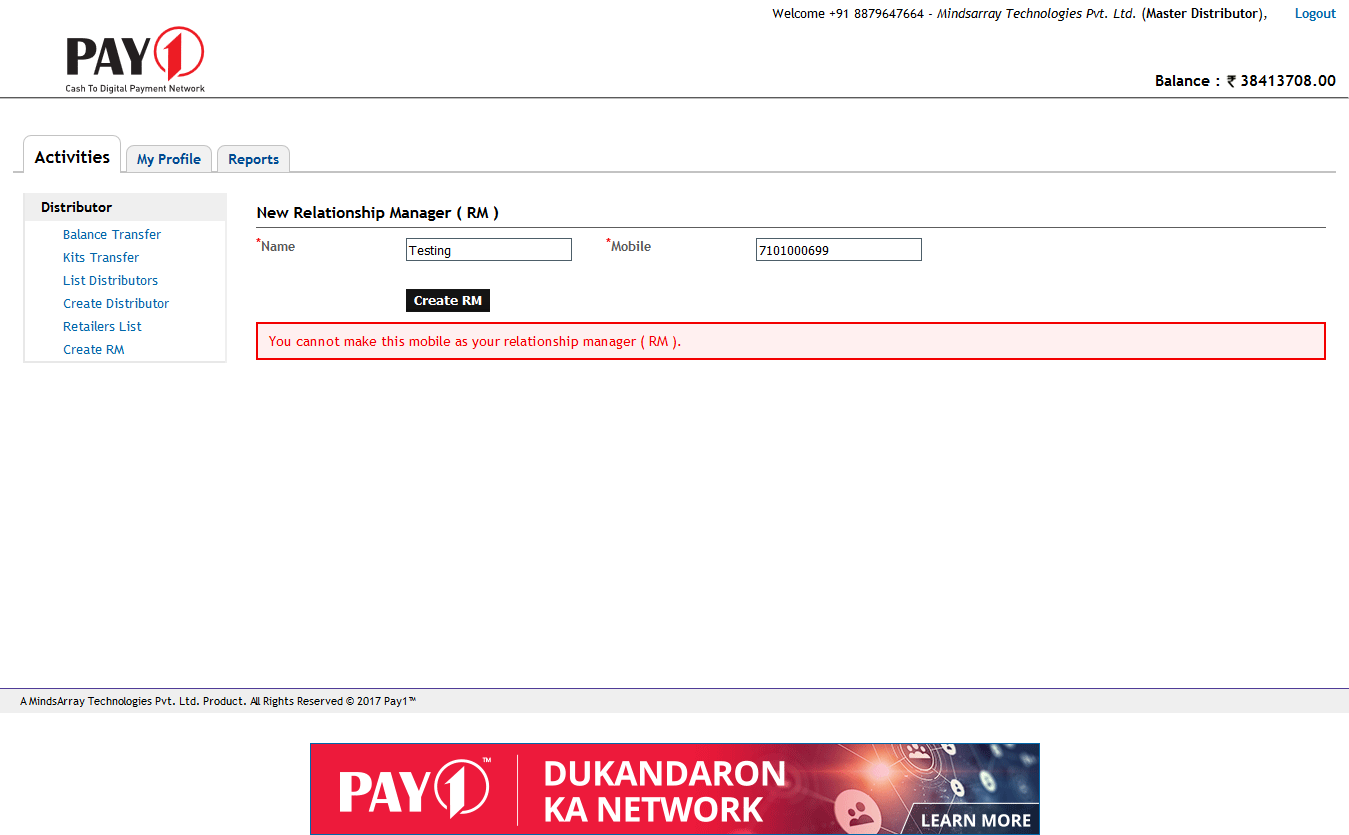 Welcome +91 8879647664 - Mindsarray Technologies Pvt. Ltd. (Master Distributor), Logout
PAY1
Cash To Digital Payment Network
Balance : ₹ 38413708.00
Activities My Profile Reports
Distributor
Balance Transfer
Kits Transfer
List Distributors
Create Distributor
Retailers List
Create RM
New Relationship Manager ( RM )
*Name Testing *Mobile 7101000699
Create RM
You cannot make this mobile as your relationship manager ( RM ).
A MindsArray Technologies Pvt. Ltd. Product. All Rights Reserved © 2017 Pay1™
PAY1™ DUKANDARON
KA NETWORK
LEARN MORE